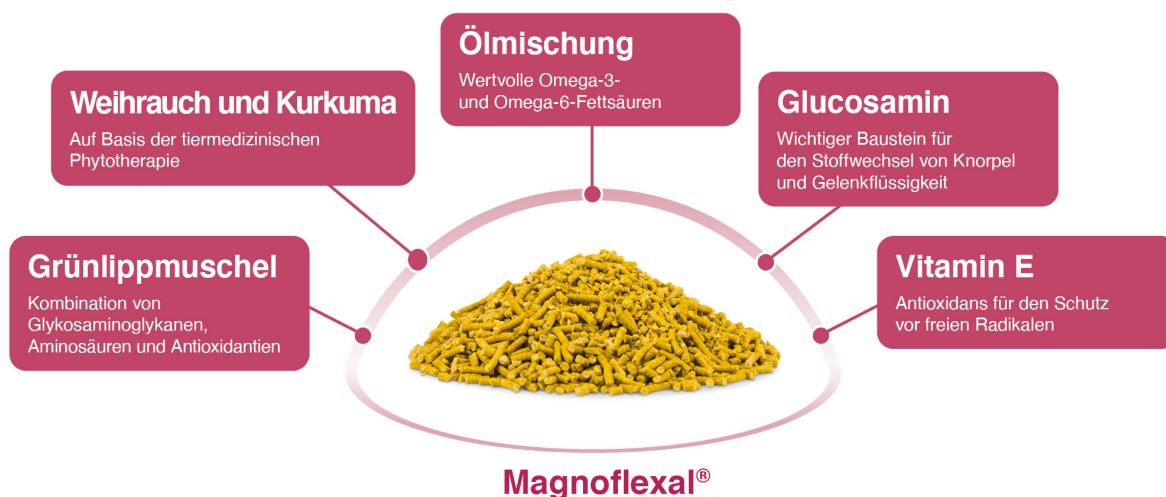 Ölmischung
Wertvolle Omega-3-
und Omega-6-Fettsäuren
Weihrauch und Kurkuma
Auf Basis der tiermedizinischen
Phytotherapie
Glucosamin
Wichtiger Baustein für
den Stoffwechsel von Knorpel
und Gelenkflüssigkeit
Grünlippmuschel
Kombination von
Glykosaminoglykanen,
Aminosäuren und Antioxidantien
Vitamin E
Antioxidans für den Schutz
vor freien Radikalen
Magnoflexal®